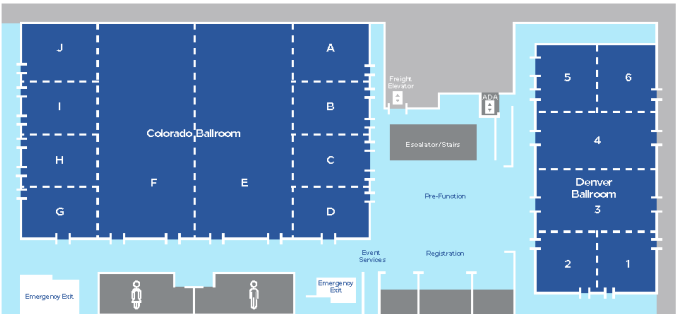 J
A
Freight
Elevator
5
6
ADA
I
B
Colorado Ballroom
Escalator/Stairs
4
H
C
F
E
Denver
Ballroom
Pre-Function
3
G
D
Event
Services
Registration
2
1
Emergency Exit
Emergency
Exit